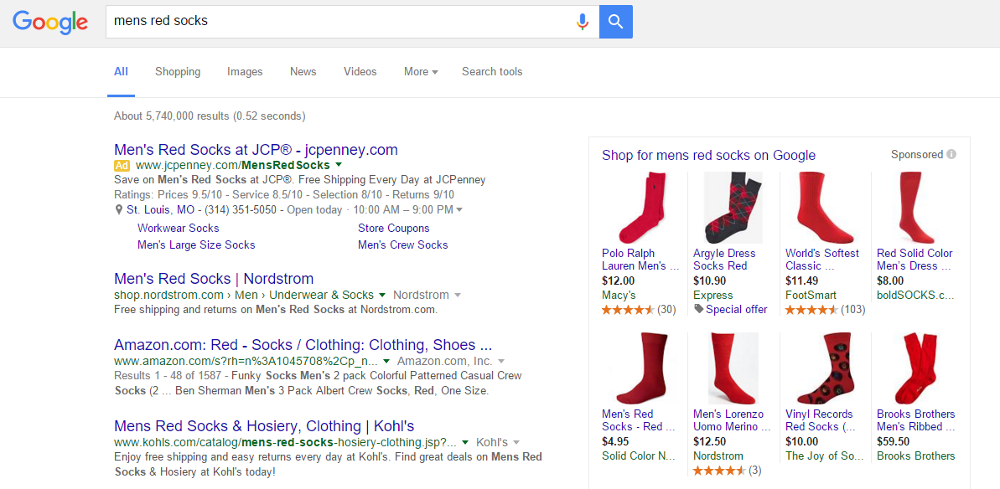 Google
mens red socks
All Shopping Images News Videos More Search tools
About 5,740,000 results (0.52 seconds)
Men's Red Socks at JCP® - jcpenney.com
Ad www.jcpenney.com/MensRedSocks
Save on Men's Red Socks at JCP®. Free Shipping Every Day at JCPenney
Ratings: Prices 9.5/10 - Service 8.5/10 - Selection 8/10 - Returns 9/10
St. Louis, MO - (314) 351-5050 - Open today · 10:00 AM – 9:00 PM
Workwear Socks Store Coupons
Men's Large Size Socks Men's Crew Socks
Men's Red Socks | Nordstrom
shop.nordstrom.com › Men › Underwear & Socks Nordstrom
Free shipping and returns on Men's Red Socks at Nordstrom.com.
Amazon.com: Red - Socks / Clothing: Clothing, Shoes ...
www.amazon.com/s?rh=n%3A1045708%2Cp_n... Amazon.com, Inc.
Results 1 - 48 of 1587 - Funky Socks Men's 2 pack Colorful Patterned Casual Crew
Socks (2 ... Ben Sherman Men's 3 Pack Albert Crew Socks, Red, One Size.
Mens Red Socks & Hosiery, Clothing | Kohl's
www.kohls.com/catalog/mens-red-socks-hosiery-clothing.jsp?... Kohl's
Enjoy free shipping and easy returns every day at Kohl's. Find great deals on Mens Red
Socks & Hosiery at Kohl's today!
Shop for mens red socks on Google Sponsored
Polo Ralph
Lauren Men's ...
$12.00
Macy's
(30)
Argyle Dress
Socks Red
$10.90
Express
Special offer
World's Softest
Classic ...
$11.49
FootSmart
(103)
Red Solid Color
Men's Dress ...
$8.00
boldSOCKS.c...
Men's Red
Socks - Red ...
$4.95
Solid Color N...
Men's Lorenzo
Uomo Merino ...
$12.50
Nordstrom
(3)
Vinyl Records
Red Socks (...
$10.00
The Joy of So...
Brooks Brothers
Men's Ribbed ...
$59.50
Brooks Brothers